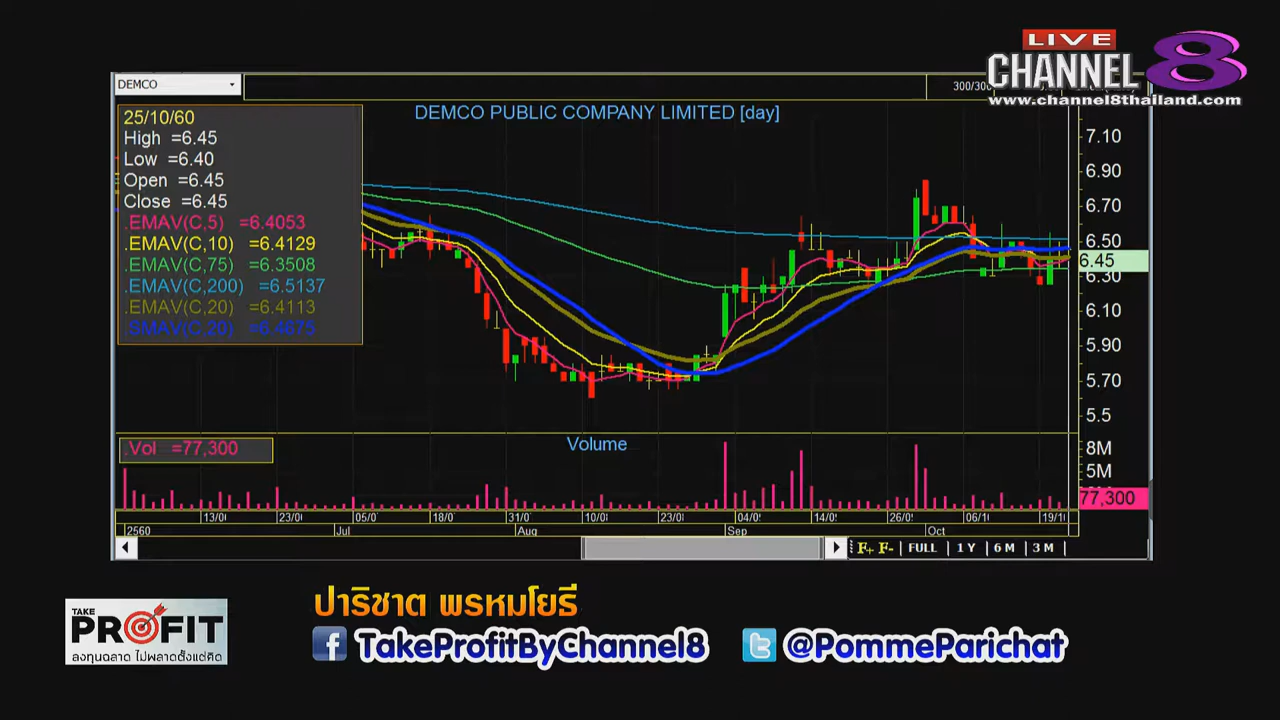 LIVE
CHANNEL 8
www.channel8thailand.com
DEMCO
300/300
DEMCO PUBLIC COMPANY LIMITED [day]
25/10/60
High =6.45
Low =6.40
Open =6.45
Close =6.45
.EMAV(C,5) =6.4053
.EMAV(C,10) =6.4129
.EMAV(C,75) =6.3508
.EMAV(C,200) =6.5137
.EMAV(C,20) =6.4113
.SMAV(C,20) =6.4675
7.10
6.90
6.70
6.50
6.45
6.30
6.10
5.90
5.70
5.5
.Vol =77,300
Volume
8M
5M
77,300
13/0 23/0 05/0 18/0 31/0 10/0 23/0 04/0 14/0 26/0 06/1 19/1
2560 Jul Aug Sep Oct
F+ F- FULL 1 Y 6 M 3 M
TAKE
PROFIT
ลงทุนฉลาด ไม่พลาดตั้งแต่คิด
ปาริชาต พรหมโยธี
f TakeProfitByChannel8
t @PommeParichat